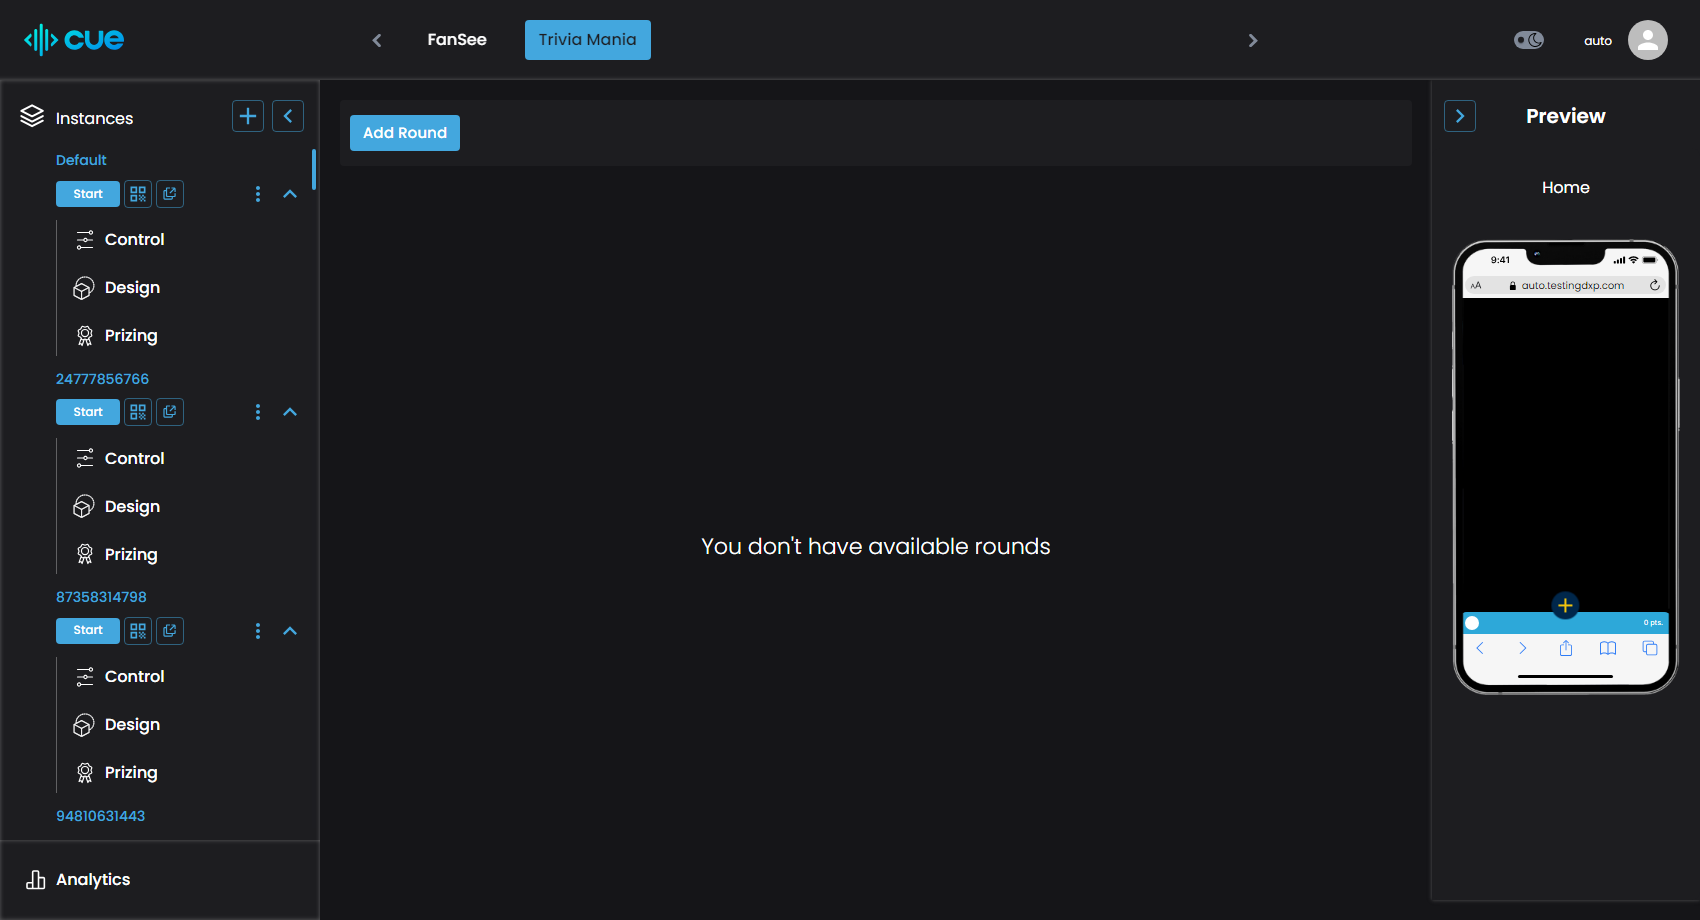 cue
FanSee
Trivia Mania
auto
Instances
Default
Start
Control
Design
Prizing
24777856766
Start
Control
Design
Prizing
87358314798
Start
Control
Design
Prizing
94810631443
Analytics
Add Round
You don't have available rounds
Preview
Home
9:41
AA
auto.testingdxp.com
0 pts.